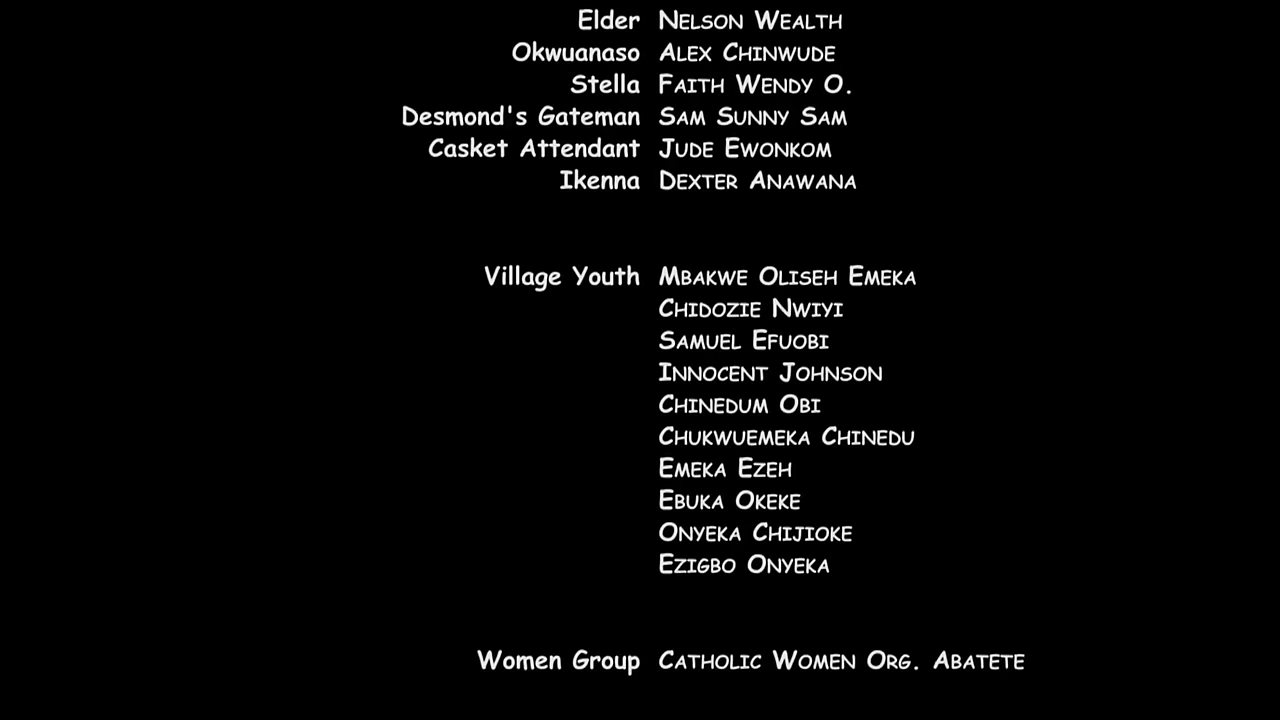 Elder Nelson Wealth
Okwuanaso Alex Chinwude
Stella Faith Wendy O.
Desmond's Gateman Sam Sunny Sam
Casket Attendant Jude Ewonkom
Ikenna Dexter Anawana
Village Youth Mbakwe Oliseh Emeka
Chidozie Nwiyi
Samuel Efuobi
Innocent Johnson
Chinedum Obi
Chukwuemeka Chinedu
Emeka Ezeh
Ebuka Okeke
Onyeka Chijioke
Ezigbo Onyeka
Women Group Catholic Women Org. Abatete